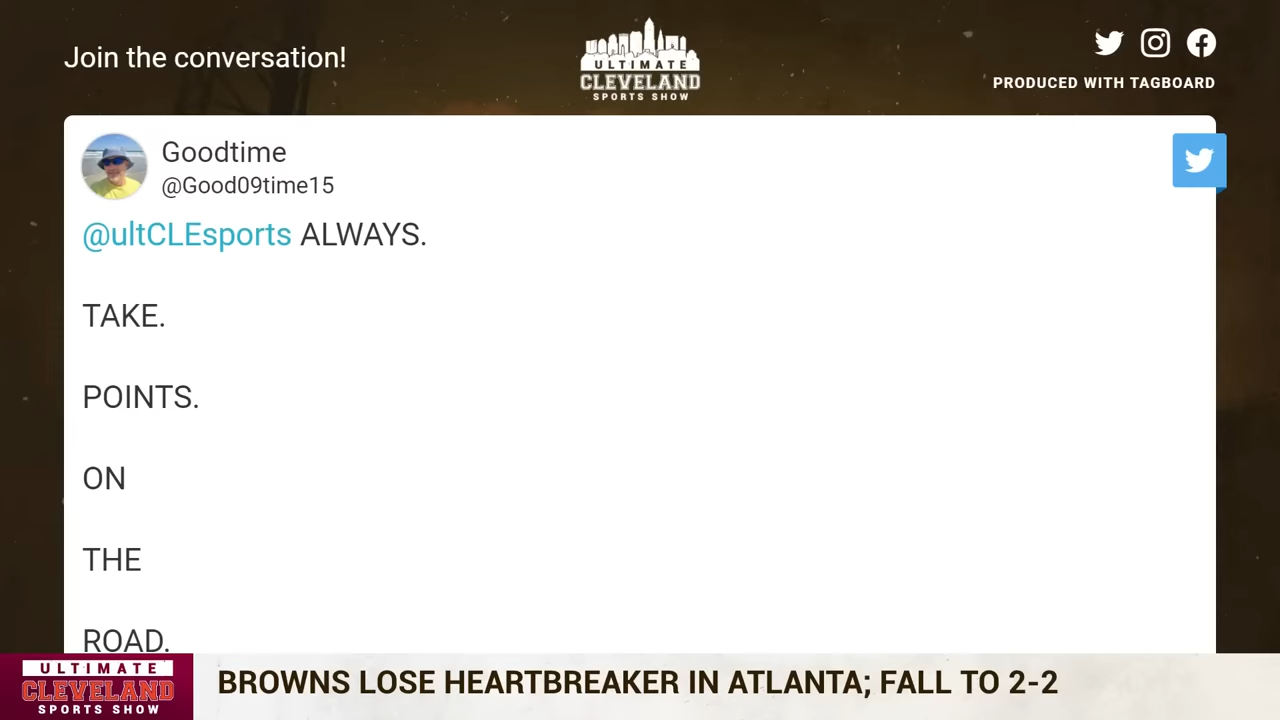 Join the conversation!
ULTIMATE
CLEVELAND
SPORTS SHOW
PRODUCED WITH TAGBOARD
Goodtime
@Good09time15
@ultCLEsports ALWAYS.
TAKE.
POINTS.
ON
THE
ROAD.
ULTIMATE
CLEVELAND
SPORTS SHOW
BROWNS LOSE HEARTBREAKER IN ATLANTA; FALL TO 2-2